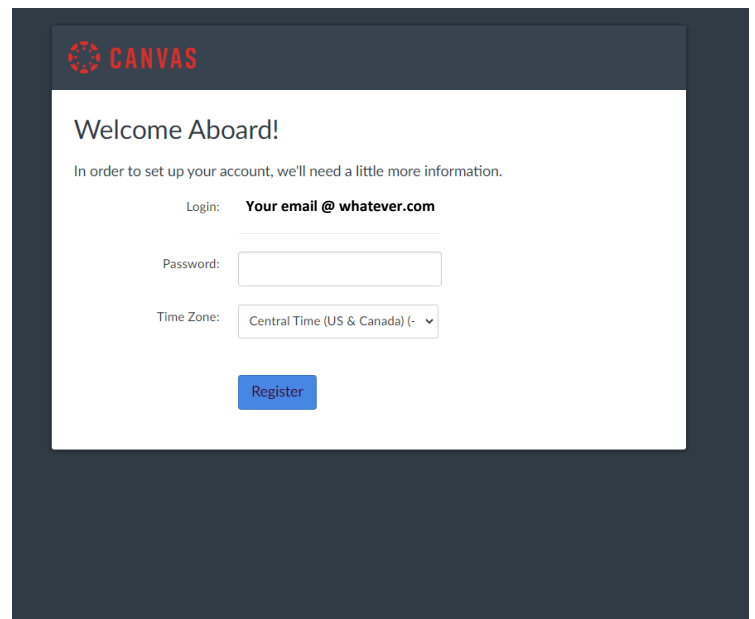 CANVAS
Welcome Aboard!
In order to set up your account, we'll need a little more information.
Login: Your email @ whatever.com
Password:
Time Zone: Central Time (US & Canada) (-
Register